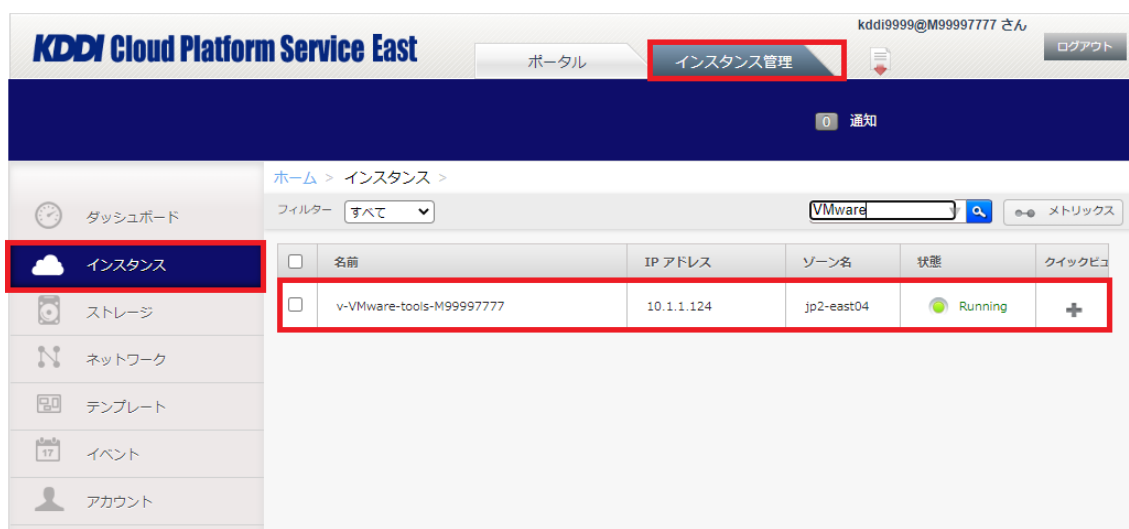 kddi9999@M99997777 さん
KDDI Cloud Platform Service East
ポータル
インスタンス管理
ログアウト
0 通知
ホーム > インスタンス >
フィルター すべて
VMware
メトリックス
ダッシュボード
インスタンス
ストレージ
ネットワーク
テンプレート
17
イベント
アカウント
名前 IP アドレス ゾーン名 状態 クイックビュ
v-VMware-tools-M99997777 10.1.1.124 jp2-east04 Running